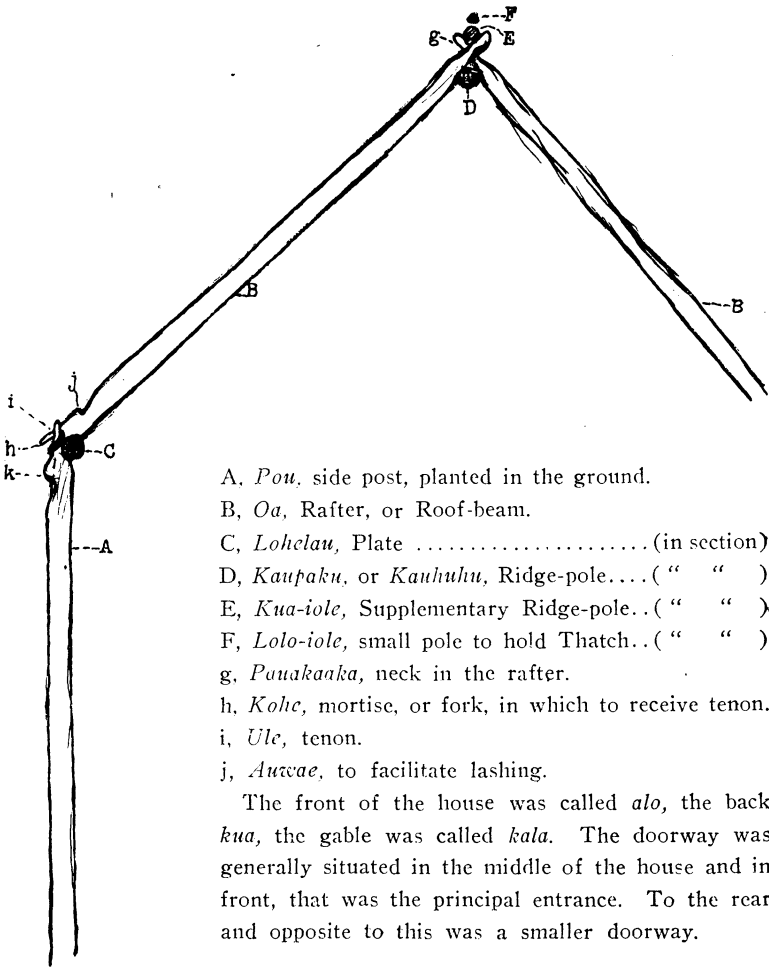 F
g
E
D
B
B
j
i
h
C
k
A
A, Pou, side post, planted in the ground.
B, Oa, Rafter, or Roof-beam.
C, Lohelau, Plate ......................(in section)
D, Kaupaku, or Kauhuhu, Ridge-pole....( “ “ )
E, Kua-iole, Supplementary Ridge-pole..( “ “ )
F, Lolo-iole, small pole to hold Thatch..( “ “ )
g, Pauakaaka, neck in the rafter.
h, Kohe, mortise, or fork, in which to receive tenon.
i, Ule, tenon.
j, Auwae, to facilitate lashing.
The front of the house was called alo, the back
kua, the gable was called kala. The doorway was
generally situated in the middle of the house and in
front, that was the principal entrance. To the rear
and opposite to this was a smaller doorway.